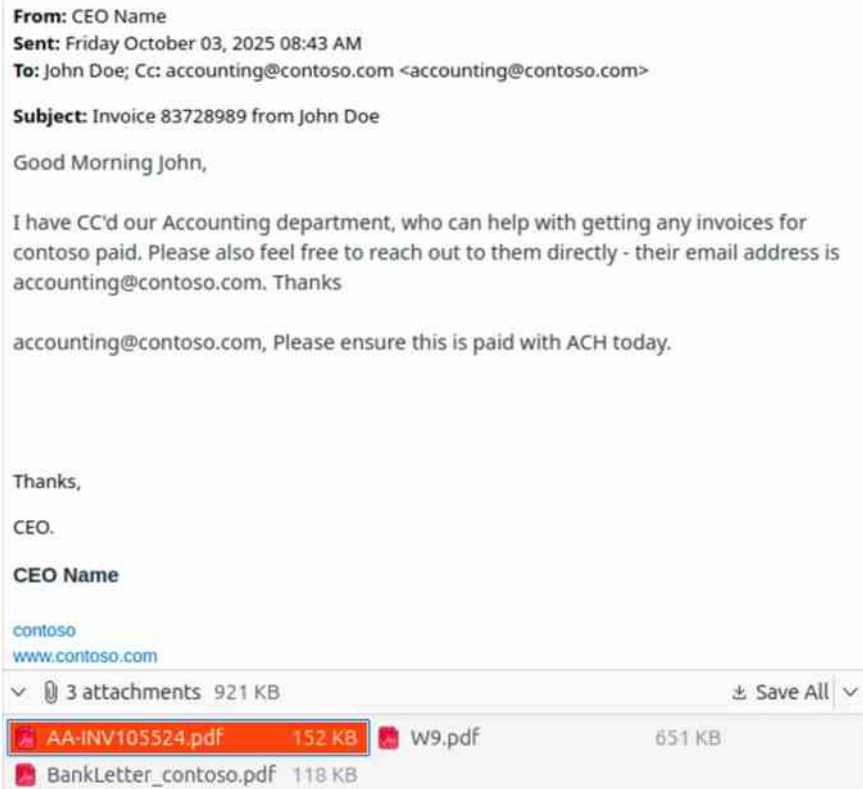 From: CEO Name
Sent: Friday October 03, 2025 08:43 AM
To: John Doe; Cc: accounting@contoso.com <accounting@contoso.com>
Subject: Invoice 83728989 from John Doe
Good Morning John,
I have CC'd our Accounting department, who can help with getting any invoices for
contoso paid. Please also feel free to reach out to them directly - their email address is
accounting@contoso.com. Thanks
accounting@contoso.com, Please ensure this is paid with ACH today.
Thanks,
CEO.
CEO Name
contoso
www.contoso.com
3 attachments 921 KB Save All
AA-INV105524.pdf 152 KB W9.pdf 651 KB
BankLetter_contoso.pdf 118 KB